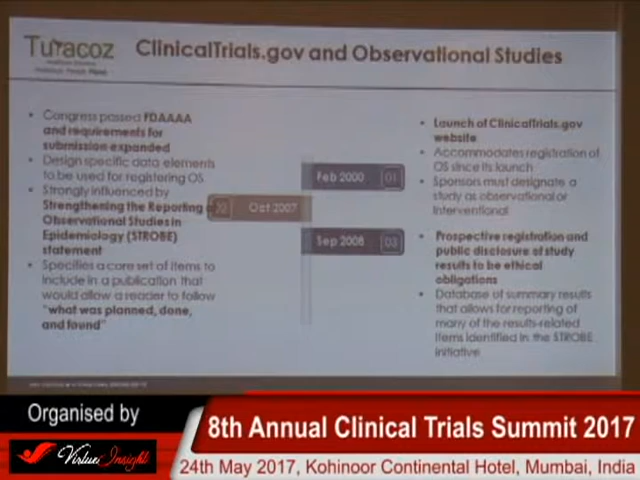 Turacoz
ClinicalTrials.gov and Observational Studies
• Congress passed FDAAAA
and requirements for
submission expanded
• Design specific data elements
to be used for registering OS
• Strongly influenced by
Strengthening the Reporting
Observational Studies in
Epidemiology (STROBE)
statement
• Specifies a core set of items to
include in a publication that
would allow a reader to follow
"what was planned, done,
and found"
Feb 2000 01
02 Oct 2007
Sep 2008 03
• Launch of ClinicalTrials.gov
website
• Accommodates registration of
OS since its launch
• Sponsors must designate a
study as observational or
interventional
• Prospective registration and
public disclosure of study
results to be ethical
obligations
• Database of summary results
that allows for reporting of
many of the results-related
items identified in the STROBE
initiative
Organised by
Virtue Insight
8th Annual Clinical Trials Summit 2017
24th May 2017, Kohinoor Continental Hotel, Mumbai, India